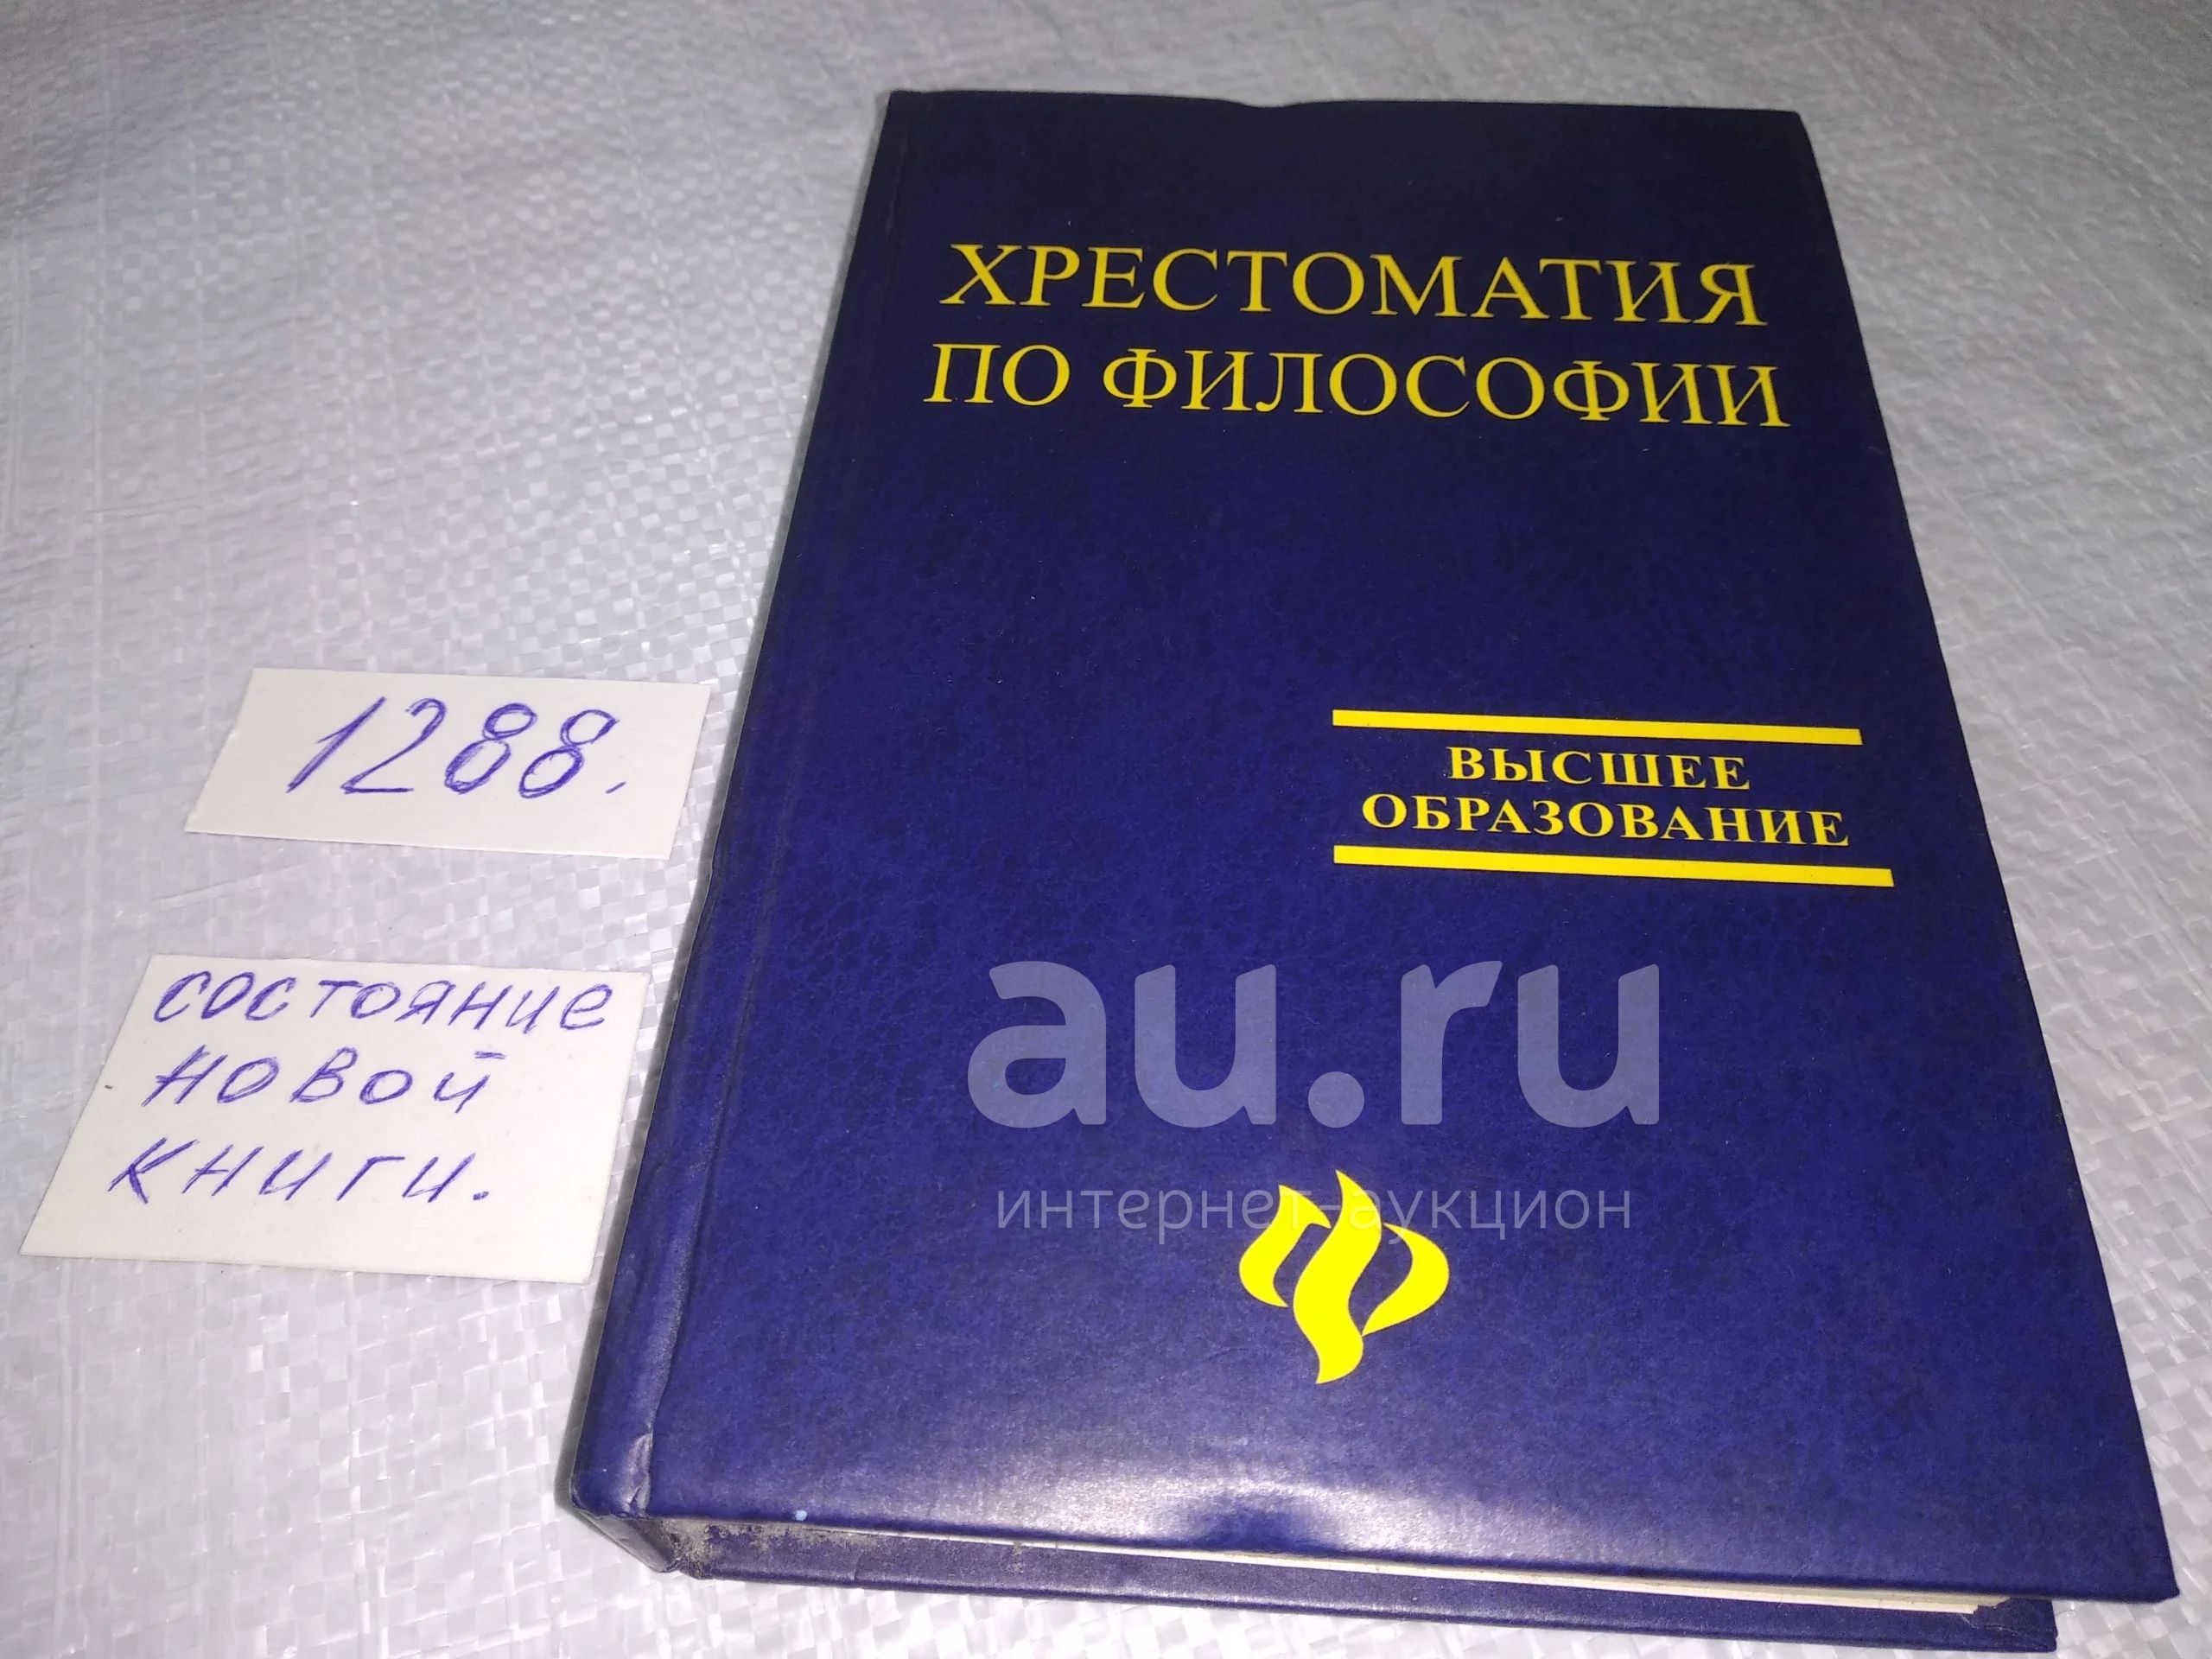 ХРЕСТОМАТИЯ
ПО ФИЛОСОФИИ
1288.
ВЫСШЕЕ
ОБРАЗОВАНИЕ
состояние
новой
книги.
au.ru
интернет-аукцион